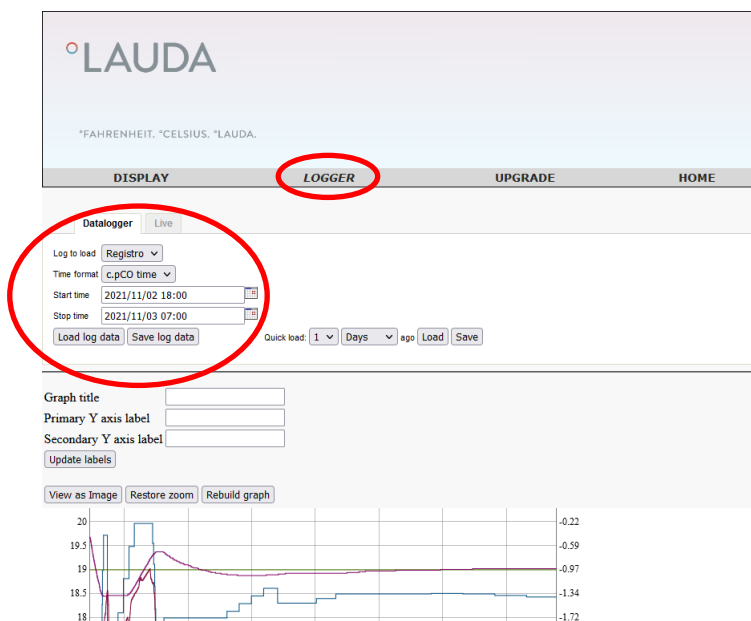 °LAUDA
°FAHRENHEIT. °CELSIUS. °LAUDA.
DISPLAY LOGGER UPGRADE HOME
Datalogger Live
Log to load Registro
Time format c.pCO time
Start time 2021/11/02 18:00
Stop time 2021/11/03 07:00
Load log data Save log data Quick load: 1 Days ago Load Save
Graph title
Primary Y axis label
Secondary Y axis label
Update labels
View as Image Restore zoom Rebuild graph
20 -0.22
19.5 -0.59
19 -0.97
18.5 -1.34
18 -1.72